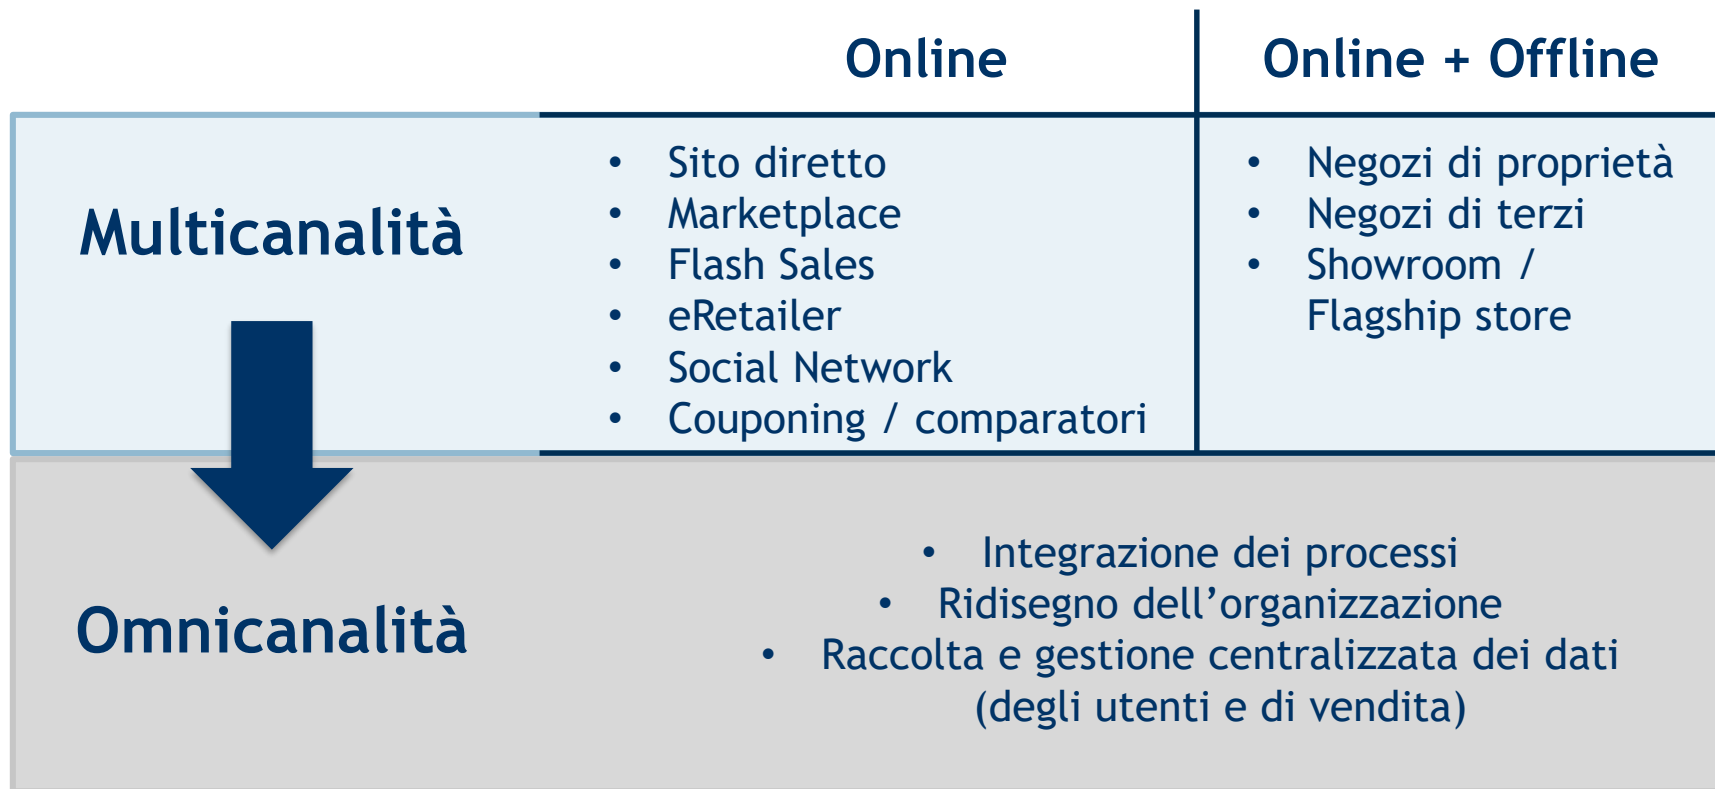 Online
Online + Offline
Multicanalità
• Sito diretto
• Marketplace
• Flash Sales
• eRetailer
• Social Network
• Couponing / comparatori
• Negozi di proprietà
• Negozi di terzi
• Showroom /
Flagship store
Omnicanalità
• Integrazione dei processi
• Ridisegno dell’organizzazione
• Raccolta e gestione centralizzata dei dati
(degli utenti e di vendita)